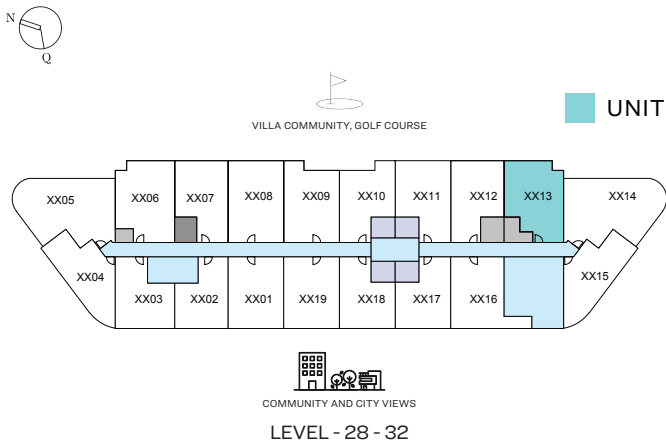 N
Q
VILLA COMMUNITY, GOLF COURSE
UNIT
XX05
XX06
XX07
XX08
XX09
XX10
XX11
XX12
XX13
XX14
XX04
XX03
XX02
XX01
XX19
XX18
XX17
XX16
XX15
COMMUNITY AND CITY VIEWS
LEVEL - 28 - 32